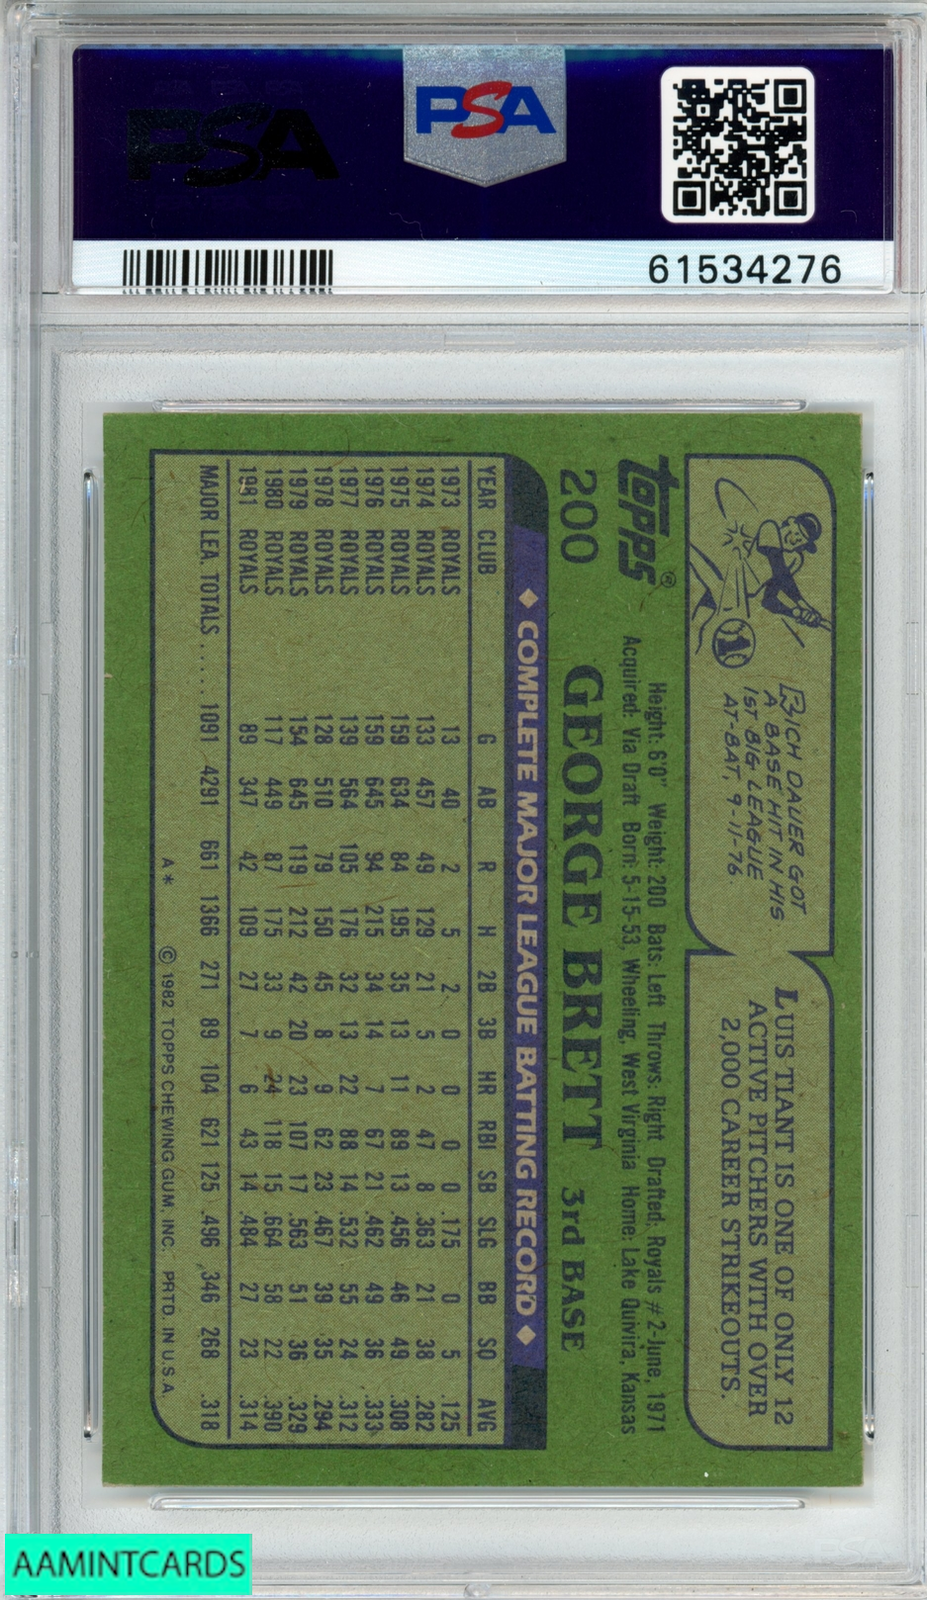 PSA
PSA
61534276
RICH DAUER GOT
A BASE HIT IN HIS
1ST BIG LEAGUE
AT-BAT, 9-11-76.
LUIS TIANT IS ONE OF ONLY 12
ACTIVE PITCHERS WITH OVER
2,000 CAREER STRIKEOUTS.
TOPPS®
1
200
Height: 6'0" Weight: 200 Bats: Left Throws: Right Drafted: Royals #2-June, 1971
Acquired: Via Draft Born: 5-15-53, Wheeling, West Virginia Home: Lake Quivira, Kansas
GEORGE BRETT 3rd BASE
◆ COMPLETE MAJOR LEAGUE BATTING RECORD ◆
YEAR CLUB G AB R H 2B 3B HR RBI SB SLG BB SO AVG
1973 ROYALS 13 40 2 5 2 0 0 0 0 .175 0 5 .125
1974 ROYALS 133 457 49 129 21 5 2 47 8 .363 21 38 .282
1975 ROYALS 159 634 84 195 35 13 11 89 13 .456 46 49 .308
1976 ROYALS 159 645 94 215 34 14 7 67 21 .462 49 36 .333
1977 ROYALS 139 564 105 176 32 13 22 88 14 .532 55 24 .312
1978 ROYALS 128 510 79 150 45 8 9 62 23 .467 39 35 .294
1979 ROYALS 154 645 119 212 42 20 23 107 17 .563 51 36 .329
1980 ROYALS 117 449 87 175 33 9 24 118 15 .664 58 22 .390
1981 ROYALS 89 347 42 109 27 7 6 43 14 .484 27 23 .314
MAJOR LEA. TOTALS ...... 1091 4291 661 1366 271 89 104 621 125 .496 346 268 .318
A* © 1982 TOPPS CHEWING GUM, INC. PRTD. IN U.S.A.
AAMINTCARDS